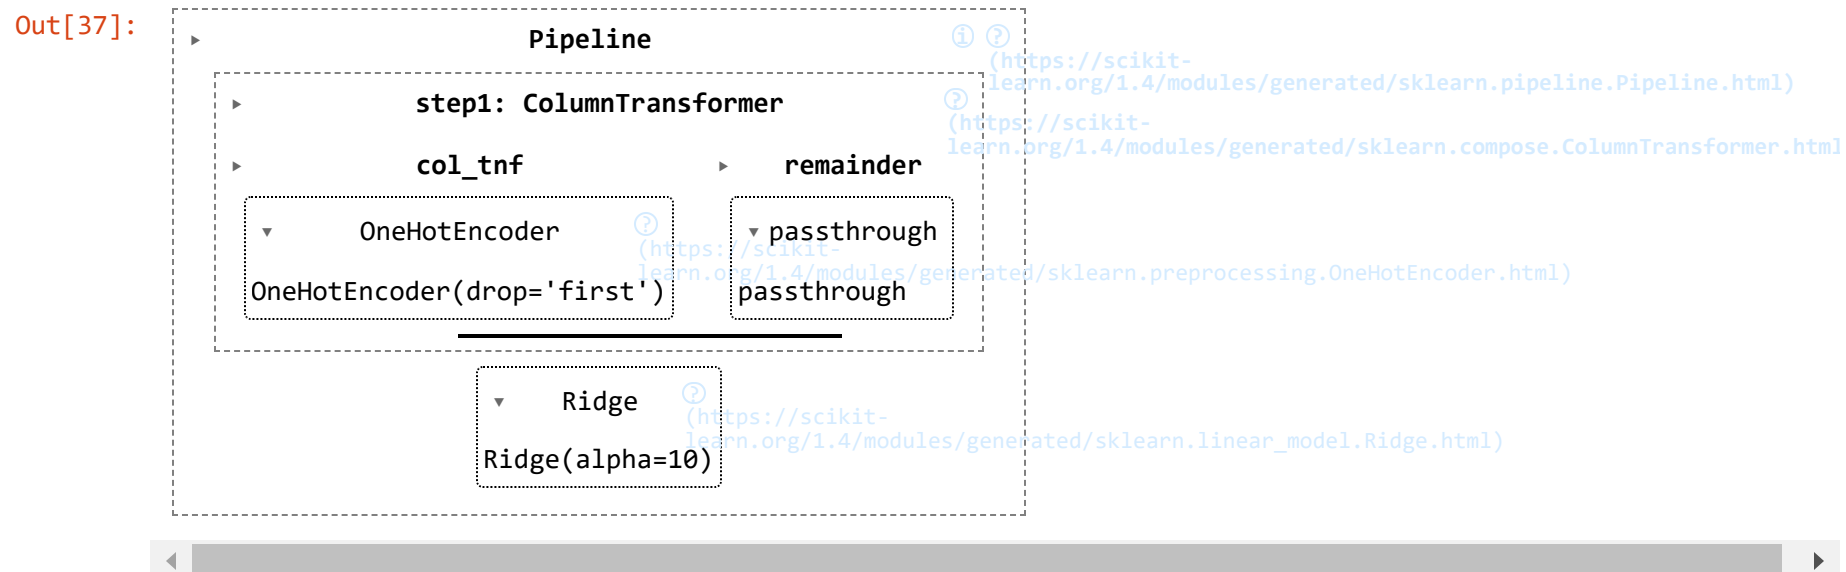 Out[37]:
Pipeline
(https://scikit-
learn.org/1.4/modules/generated/sklearn.pipeline.Pipeline.html)
step1: ColumnTransformer
(https://scikit-
learn.org/1.4/modules/generated/sklearn.compose.ColumnTransformer.html
col_tnf
remainder
OneHotEncoder
(https://scikit-
learn.org/1.4/modules/generated/sklearn.preprocessing.OneHotEncoder.html)
passthrough
OneHotEncoder(drop='first')
passthrough
Ridge
(https://scikit-
learn.org/1.4/modules/generated/sklearn.linear_model.Ridge.html)
Ridge(alpha=10)